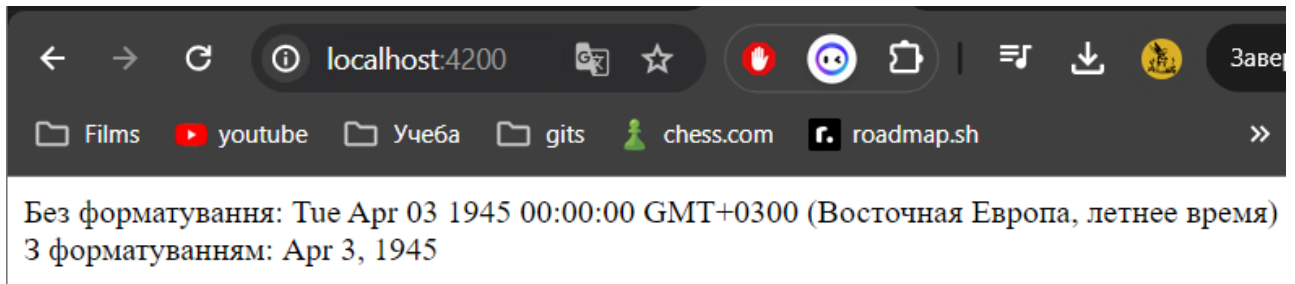 localhost:4200
Films youtube Учеба gits chess.com r. roadmap.sh »
Без форматування: Tue Apr 03 1945 00:00:00 GMT+0300 (Восточная Европа, летнее время)
З форматуванням: Apr 3, 1945